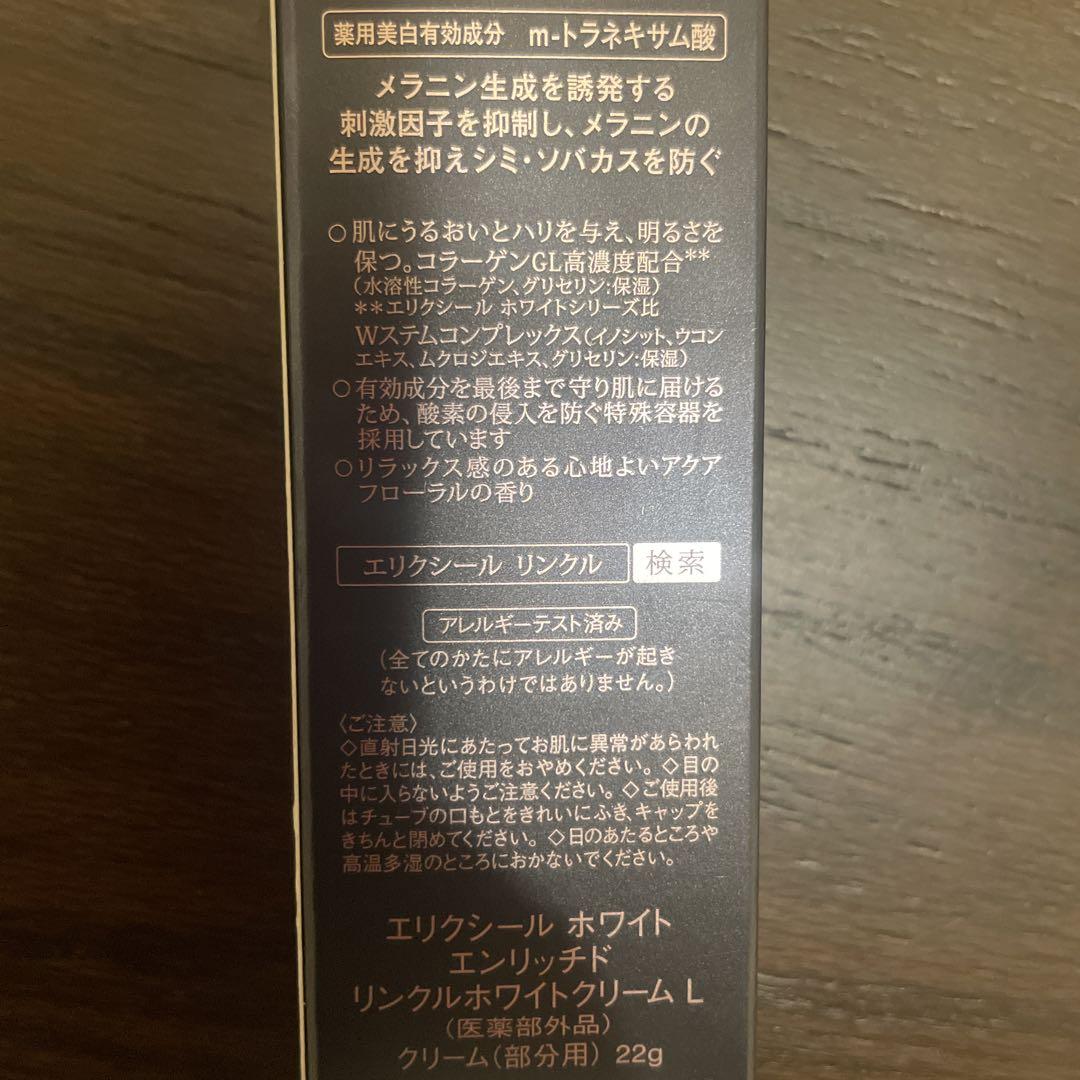 薬用美白有効成分 m-トラネキサム酸
メラニン生成を誘発する
刺激因子を抑制し、メラニンの
生成を抑えシミ・ソバカスを防ぐ
○肌にうるおいとハリを与え、明るさを
保つ。コラーゲンGL高濃度配合**
(水溶性コラーゲン、グリセリン:保湿)
**エリクシール ホワイトシリーズ比
Wステムコンプレックス(イノシット、ウコン
エキス、ムクロジエキス、グリセリン:保湿)
○有効成分を最後まで守り肌に届ける
ため、酸素の侵入を防ぐ特殊容器を
採用しています
○リラックス感のある心地よいアクア
フローラルの香り
エリクシール リンクル 検索
アレルギーテスト済み
(全てのかたにアレルギーが起き
ないというわけではありません。)
〈ご注意〉
◇直射日光にあたってお肌に異常があらわれ
たときには、ご使用をおやめください。◇目の
中に入らないようご注意ください。◇ご使用後
はチューブの口もとをきれいにふき、キャップを
きちんと閉めてください。◇日のあたるところや
高温多湿のところにおかないでください。
エリクシール ホワイト
エンリッチド
リンクルホワイトクリーム L
(医薬部外品)
クリーム(部分用) 22g